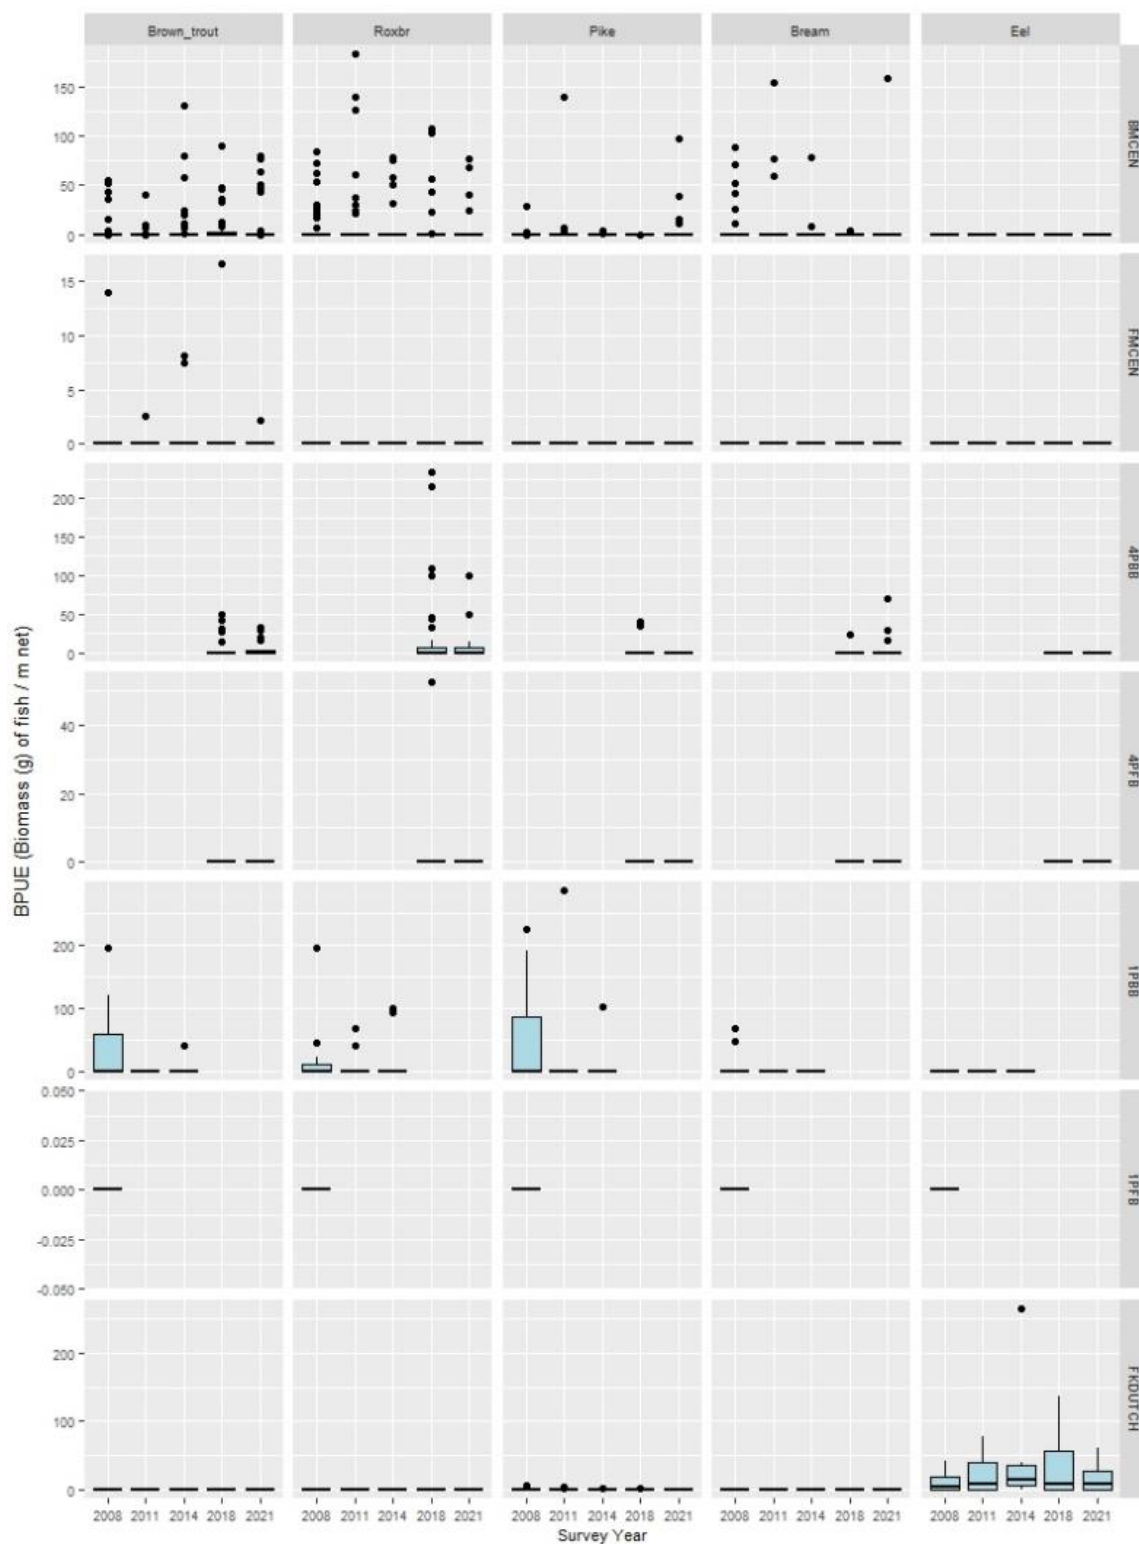 Brown_trout Roxbr Pike Bream Eel
150
100
50
0
BMCEN
15
10
5
0
FMCEN
200
150
100
50
0
4PBB
40
20
0
4PFB
200
100
0
1PBB
0.050
0.025
0.000
-0.025
-0.050
1PFB
200
100
0
FKDUTCH
BPUE (Biomass (g) of fish / m net)
2008 2011 2014 2018 2021 2008 2011 2014 2018 2021 2008 2011 2014 2018 2021 2008 2011 2014 2018 2021 2008 2011 2014 2018 2021
Survey Year